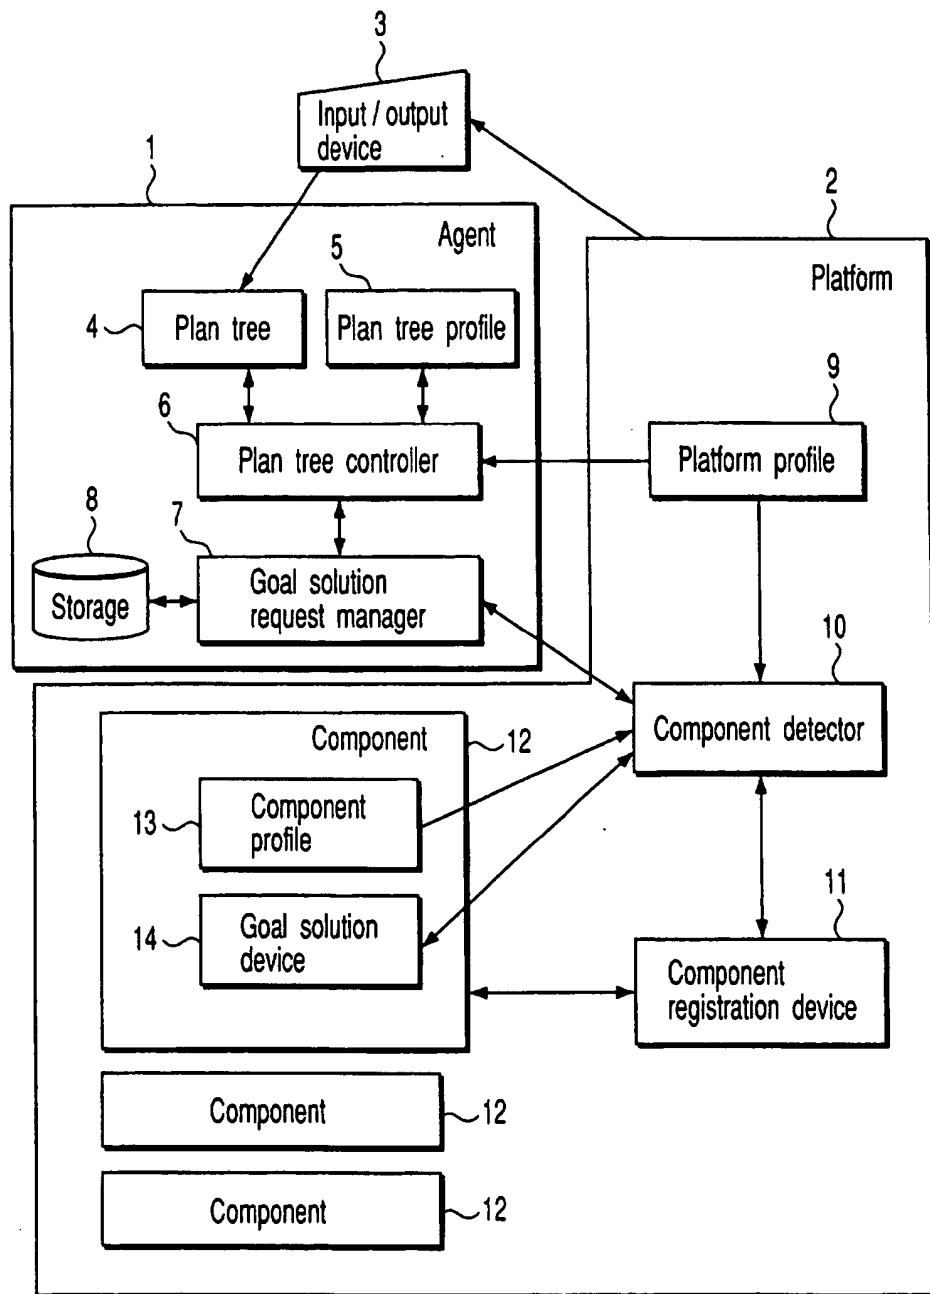 3
Input / output
device
1
2
Agent
Platform
5
4
Plan tree
Plan tree profile
6
9
Plan tree controller
Platform profile
8
7
Storage
Goal solution
request manager
10
Component
12
Component detector
13
Component
profile
14
Goal solution
device
11
Component
registration device
Component
12
Component
12